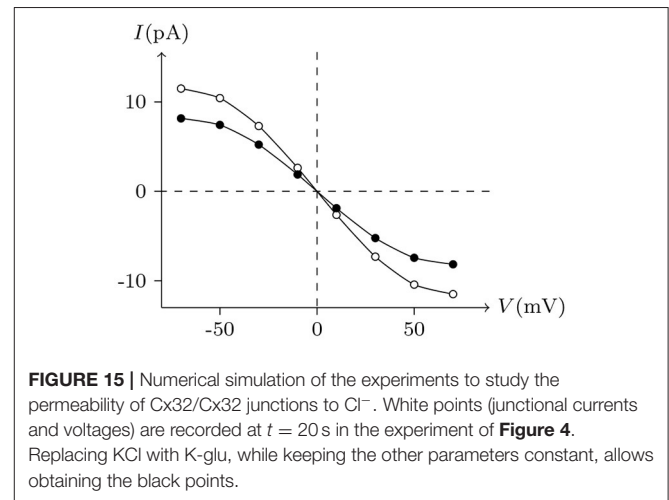 I(pA)
10
0
-10
-50
0
50
V(mV)
FIGURE 15 | Numerical simulation of the experiments to study the
permeability of Cx32/Cx32 junctions to Cl⁻. White points (junctional currents
and voltages) are recorded at t = 20 s in the experiment of Figure 4.
Replacing KCl with K-glu, while keeping the other parameters constant, allows
obtaining the black points.